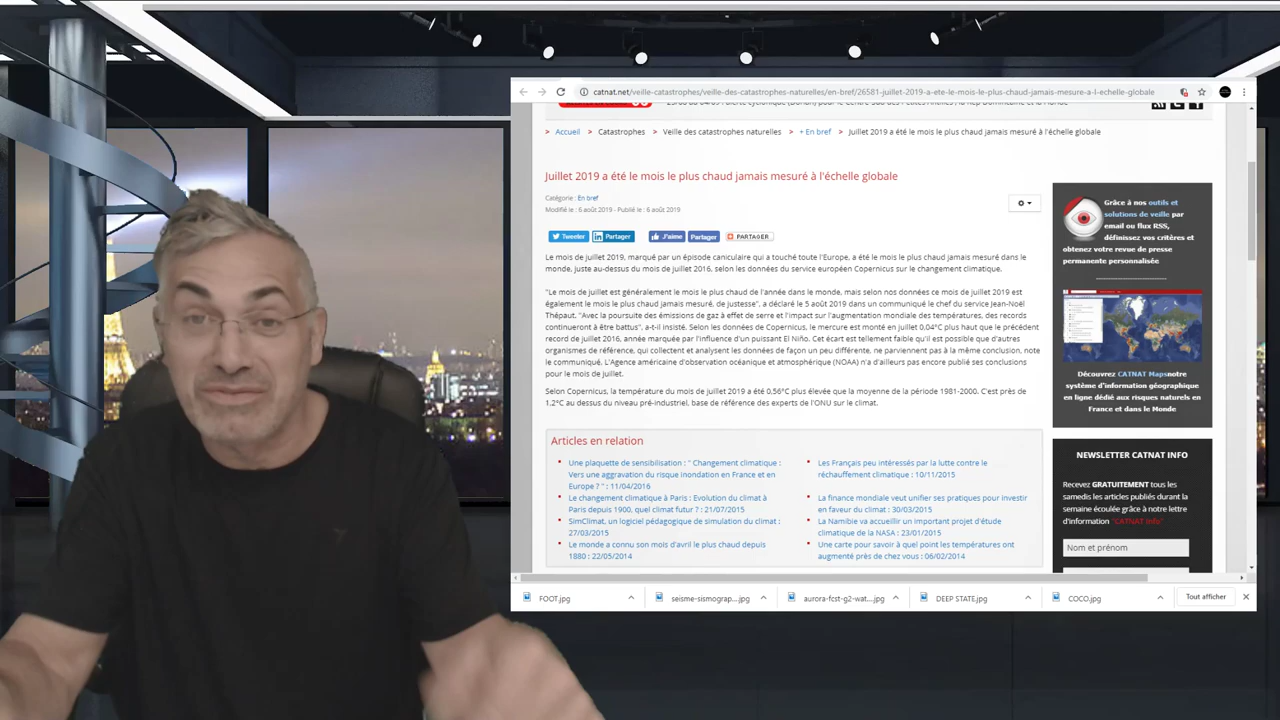 catnat.net/veille-catastrophes/veille-des-catastrophes-naturelles/en-bref/26581-juillet-2019-a-ete-le-mois-le-plus-chaud-jamais-mesure-a-l-echelle-globale
> Accueil > Catastrophes > Veille des catastrophes naturelles > + En bref > Juillet 2019 a été le mois le plus chaud jamais mesuré à l'échelle globale
Juillet 2019 a été le mois le plus chaud jamais mesuré à l'échelle globale
Catégorie : En bref
Modifié le : 6 août 2019 - Publié le : 6 août 2019
Tweeter Partager J'aime Partager PARTAGER
Le mois de juillet 2019, marqué par un épisode caniculaire qui a touché toute l'Europe, a été le mois le plus chaud jamais mesuré dans le
monde, juste au-dessus du mois de juillet 2016, selon les données du service européen Copernicus sur le changement climatique.
"Le mois de juillet est généralement le mois le plus chaud de l'année dans le monde, mais selon nos données ce mois de juillet 2019 est
également le mois le plus chaud jamais mesuré, de justesse", a déclaré le 5 août 2019 dans un communiqué le chef du service Jean-Noël
Thépaut. "Avec la poursuite des émissions de gaz à effet de serre et l'impact sur l'augmentation mondiale des températures, des records
continueront à être battus", a-t-il insisté. Selon les données de Copernicus, le mercure est monté en juillet 0,04°C plus haut que le précédent
record de juillet 2016, année marquée par l'influence d'un puissant El Niño. Cet écart est tellement faible qu'il est possible que d'autres
organismes de référence, qui collectent et analysent les données de façon un peu différente, ne parviennent pas à la même conclusion, note
le communiqué. L'Agence américaine d'observation océanique et atmosphérique (NOAA) n'a d'ailleurs pas encore publié ses conclusions
pour le mois de juillet.
Selon Copernicus, la température du mois de juillet 2019 a été 0,56°C plus élevée que la moyenne de la période 1981-2000. C'est près de
1,2°C au dessus du niveau pré-industriel, base de référence des experts de l'ONU sur le climat.
Articles en relation
Une plaquette de sensibilisation : " Changement climatique :
Vers une aggravation du risque inondation en France et en
Europe ? " : 11/04/2016
Le changement climatique à Paris : Evolution du climat à
Paris depuis 1900, quel climat futur ? : 21/07/2015
SimClimat, un logiciel pédagogique de simulation du climat :
27/03/2015
Le monde a connu son mois d'avril le plus chaud depuis
1880 : 22/05/2014
Les Français peu intéressés par la lutte contre le
réchauffement climatique : 10/11/2015
La finance mondiale veut unifier ses pratiques pour investir
en faveur du climat : 30/03/2015
La Namibie va accueillir un important projet d'étude
climatique de la NASA : 23/01/2015
Une carte pour savoir à quel point les températures ont
augmenté près de chez vous : 06/02/2014
Grâce à nos outils et
solutions de veille par
email ou flux RSS,
définissez vos critères et
obtenez votre revue de presse
permanente personnalisée
Découvrez CATNAT Mapsnotre
système d'information géographique
en ligne dédié aux risques naturels en
France et dans le Monde
NEWSLETTER CATNAT INFO
Recevez GRATUITEMENT tous les
samedis les articles publiés durant la
semaine écoulée grâce à notre lettre
d'information "CATNAT Info"
Nom et prénom
FOOT.jpg
seisme-sismograp....jpg
aurora-fcst-g2-wat....jpg
DEEP STATE.jpg
COCO.jpg
Tout afficher